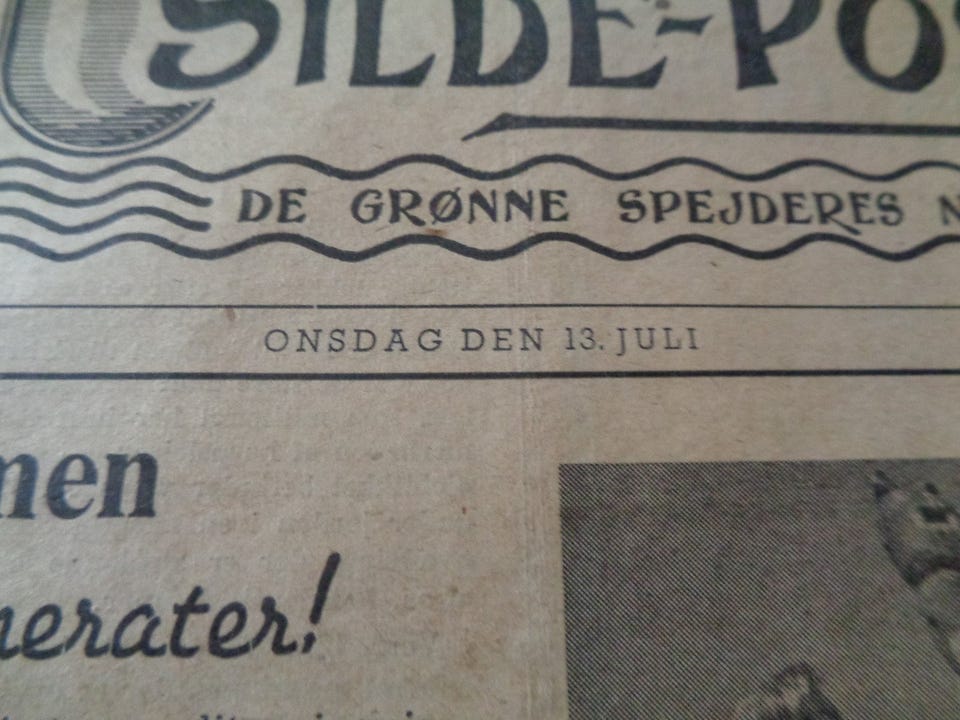 SILDE-PO
DE GRØNNE SPEJDERES N
ONSDAG DEN 13. JULI
men
nerater!